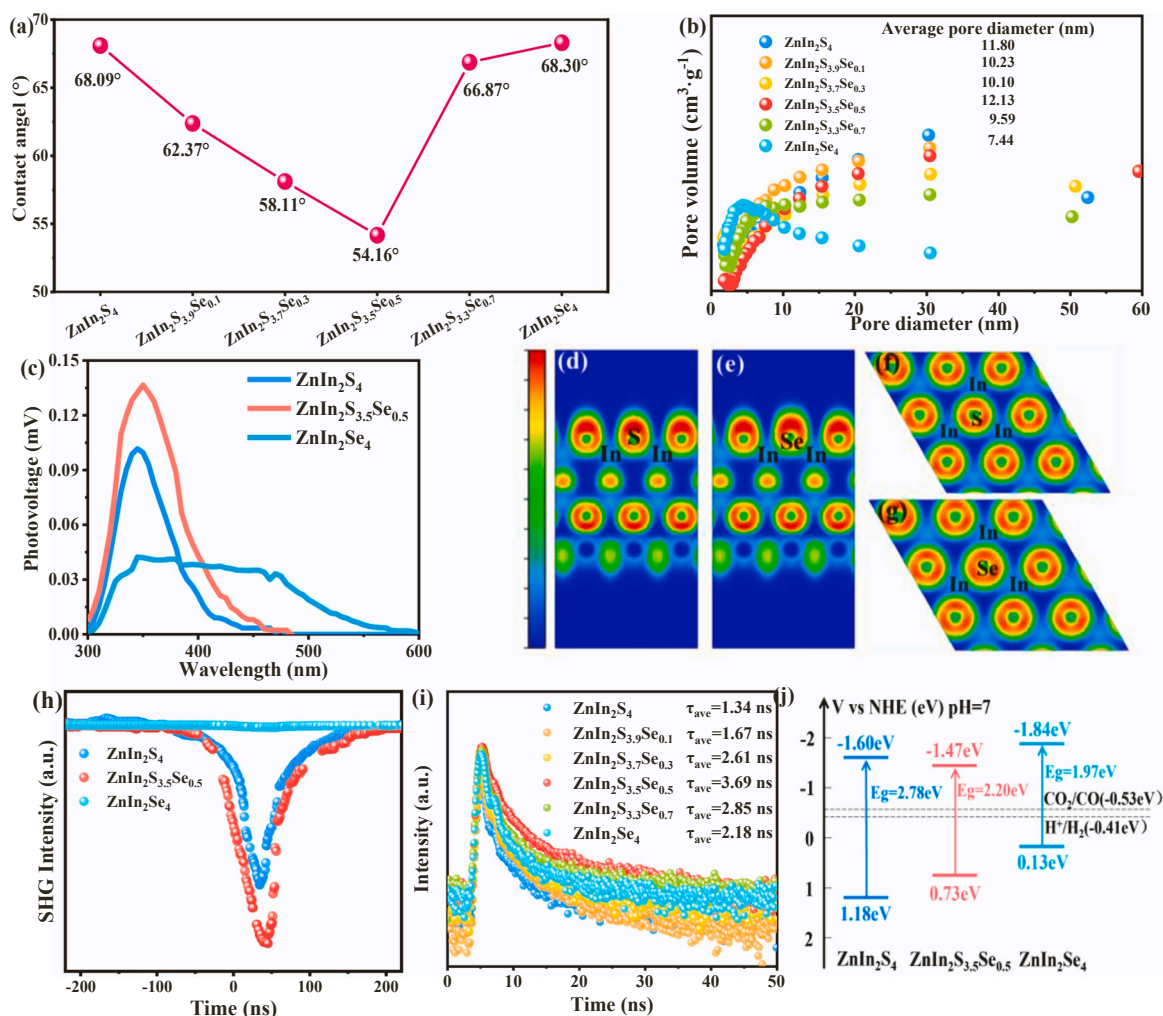 (a)
70
65
60
55
50
Contact angel (°)
68.09°
62.37°
58.11°
54.16°
66.87°
68.30°
ZnIn₂S₄
ZnIn₂S₃.₉Se₀.₁
ZnIn₂S₃.₇Se₀.₃
ZnIn₂S₃.₅Se₀.₅
ZnIn₂S₃.₃Se₀.₇
ZnIn₂Se₄
(b)
Pore volume (cm³·g⁻¹)
Average pore diameter (nm)
ZnIn₂S₄ 11.80
ZnIn₂S₃.₉Se₀.₁ 10.23
ZnIn₂S₃.₇Se₀.₃ 10.10
ZnIn₂S₃.₅Se₀.₅ 12.13
ZnIn₂S₃.₃Se₀.₇ 9.59
ZnIn₂Se₄ 7.44
0 10 20 30 40 50 60
Pore diameter (nm)
(c)
0.15
0.12
0.09
0.06
0.03
0.00
Photovoltage (mV)
ZnIn₂S₄
ZnIn₂S₃.₅Se₀.₅
ZnIn₂Se₄
300 400 500 600
Wavelength (nm)
(d)
S
In In
(e)
Se
In In
(f)
In
S
In In
(g)
In
Se
In In
(h)
SHG Intensity (a.u.)
ZnIn₂S₄
ZnIn₂S₃.₅Se₀.₅
ZnIn₂Se₄
-200 -100 0 100 200
Time (ns)
(i)
Intensity (a.u.)
ZnIn₂S₄ τave=1.34 ns
ZnIn₂S₃.₉Se₀.₁ τave=1.67 ns
ZnIn₂S₃.₇Se₀.₃ τave=2.61 ns
ZnIn₂S₃.₅Se₀.₅ τave=3.69 ns
ZnIn₂S₃.₃Se₀.₇ τave=2.85 ns
ZnIn₂Se₄ τave=2.18 ns
0 10 20 30 40 50
Time (ns)
(j)
V vs NHE (eV) pH=7
-2
-1
0
1
2
-1.60eV
Eg=2.78eV
1.18eV
-1.47eV
Eg=2.20eV
0.73eV
-1.84eV
Eg=1.97eV
0.13eV
CO₂/CO(-0.53eV)
H⁺/H₂(-0.41eV)
ZnIn₂S₄ ZnIn₂S₃.₅Se₀.₅ ZnIn₂Se₄